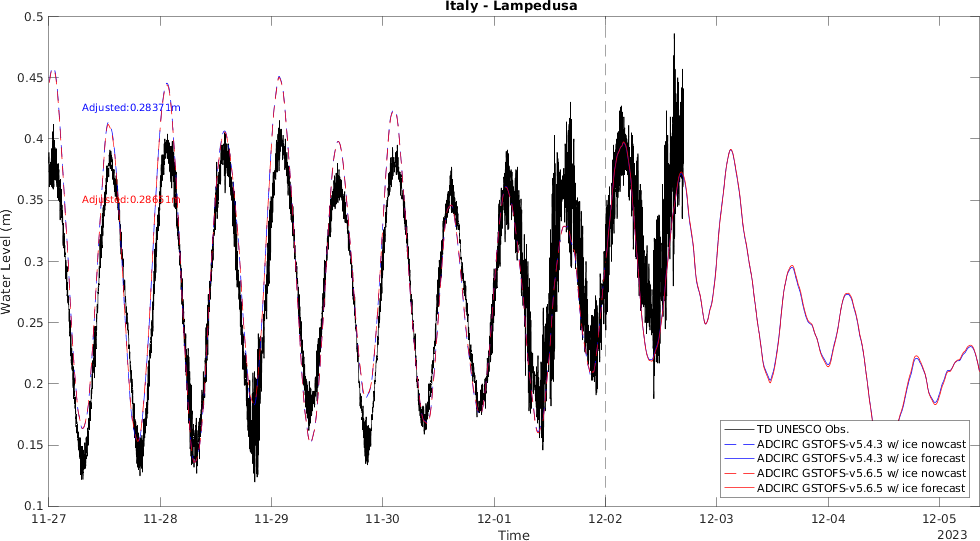 Italy - Lampedusa
0.5
0.45
0.4
0.35
0.3
0.25
0.2
0.15
0.1
Water Level (m)
Adjusted:0.28371m
Adjusted:0.28651m
TD UNESCO Obs.
ADCIRC GSTOFS-v5.4.3 w/ ice nowcast
ADCIRC GSTOFS-v5.4.3 w/ ice forecast
ADCIRC GSTOFS-v5.6.5 w/ ice nowcast
ADCIRC GSTOFS-v5.6.5 w/ ice forecast
11-27 11-28 11-29 11-30 12-01 12-02 12-03 12-04 12-05
Time
2023